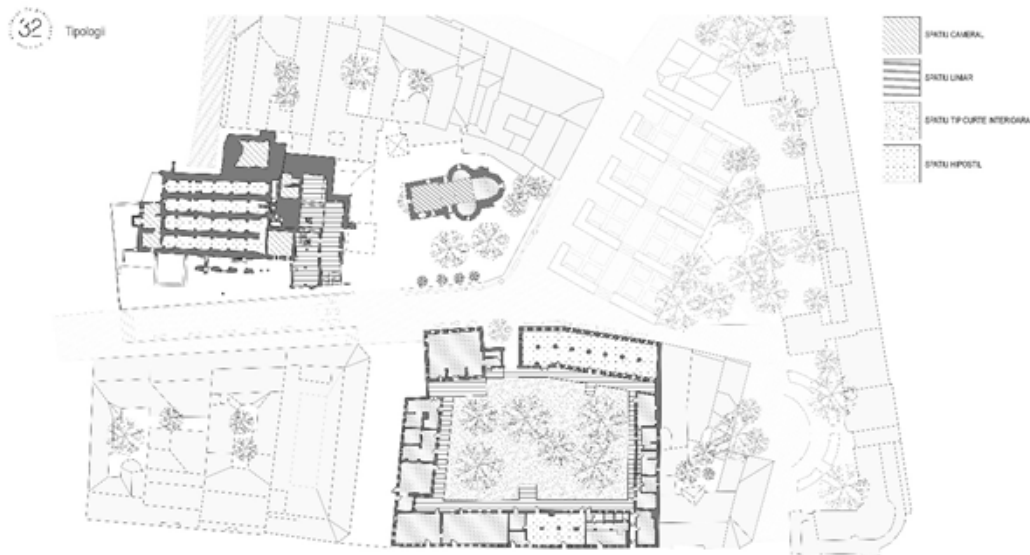 32
Tipologii
SPATIU CAMERAL
SPATIU LINIAR
SPATIU TIP CURTE INTERIOARA
SPATIU HIPOSTIL